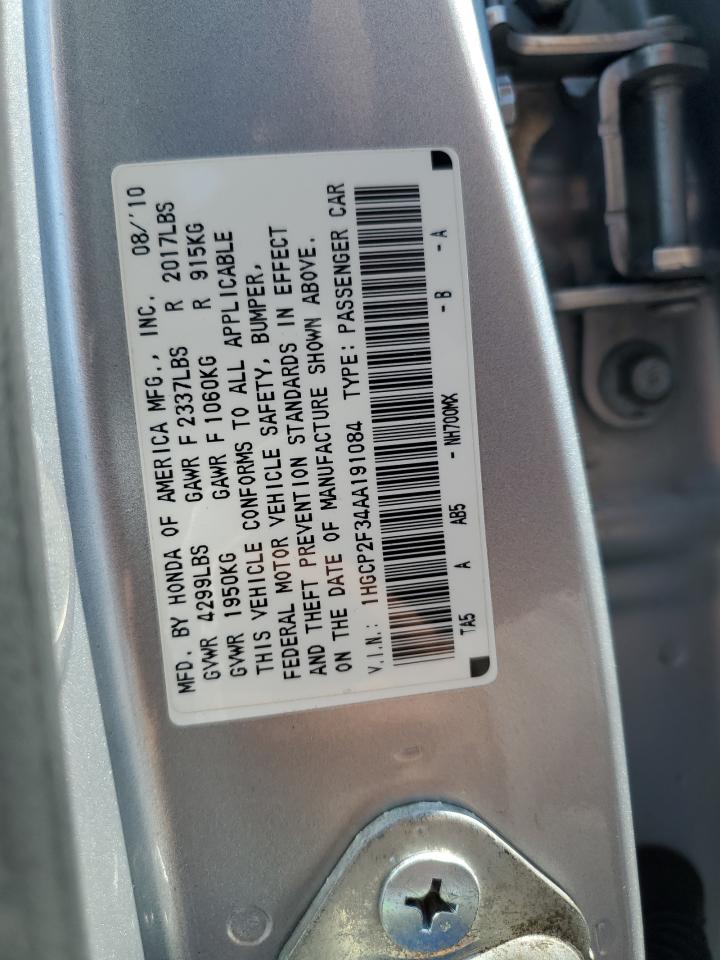 MFD. BY HONDA OF AMERICA MFG., INC. 08/'10
GVWR 4299LBS GAWR F 2337LBS R 2017LBS
GVWR 1950KG GAWR F 1060KG R 915KG
THIS VEHICLE CONFORMS TO ALL APPLICABLE
FEDERAL MOTOR VEHICLE SAFETY, BUMPER,
AND THEFT PREVENTION STANDARDS IN EFFECT
ON THE DATE OF MANUFACTURE SHOWN ABOVE.
V.I.N.: 1HGCP2F34AA191084 TYPE: PASSENGER CAR
TA5 A AB5 - NH700MX - B - A